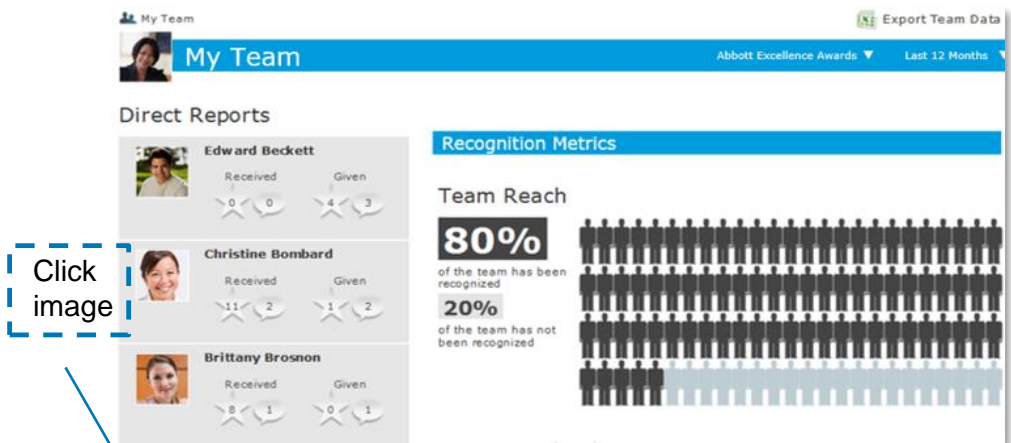 My Team
Export Team Data
My Team
Abbott Excellence Awards ▼ Last 12 Months ▼
Direct Reports
Edward Beckett
Received Given
0 0 4 3
Christine Bombard
Received Given
11 2 1 2
Brittany Brosnon
Received Given
8 1 0 1
Click
image
Recognition Metrics
Team Reach
80%
of the team has been
recognized
20%
of the team has not
been recognized